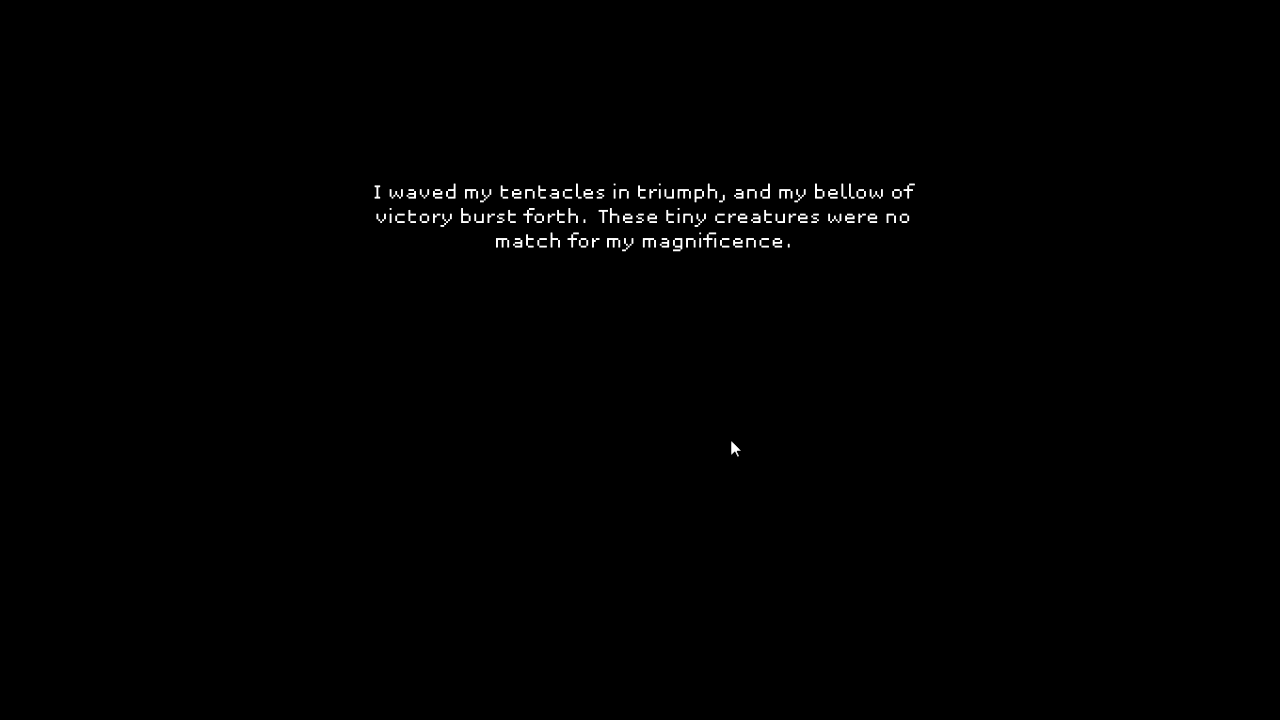 I waved my tentacles in triumph, and my bellow of
victory burst forth. These tiny creatures were no
match for my magnificence.